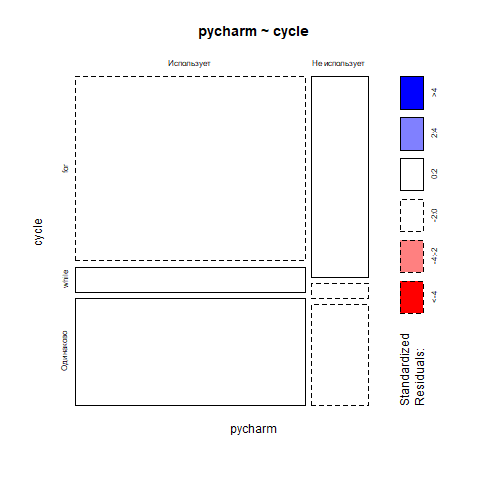 pycharm ~ cycle
Использует
Не использует
for
while
Одинаково
cycle
pycharm
>4
2:4
0:2
-2:0
-4:-2
<-4
Standardized
Residuals: